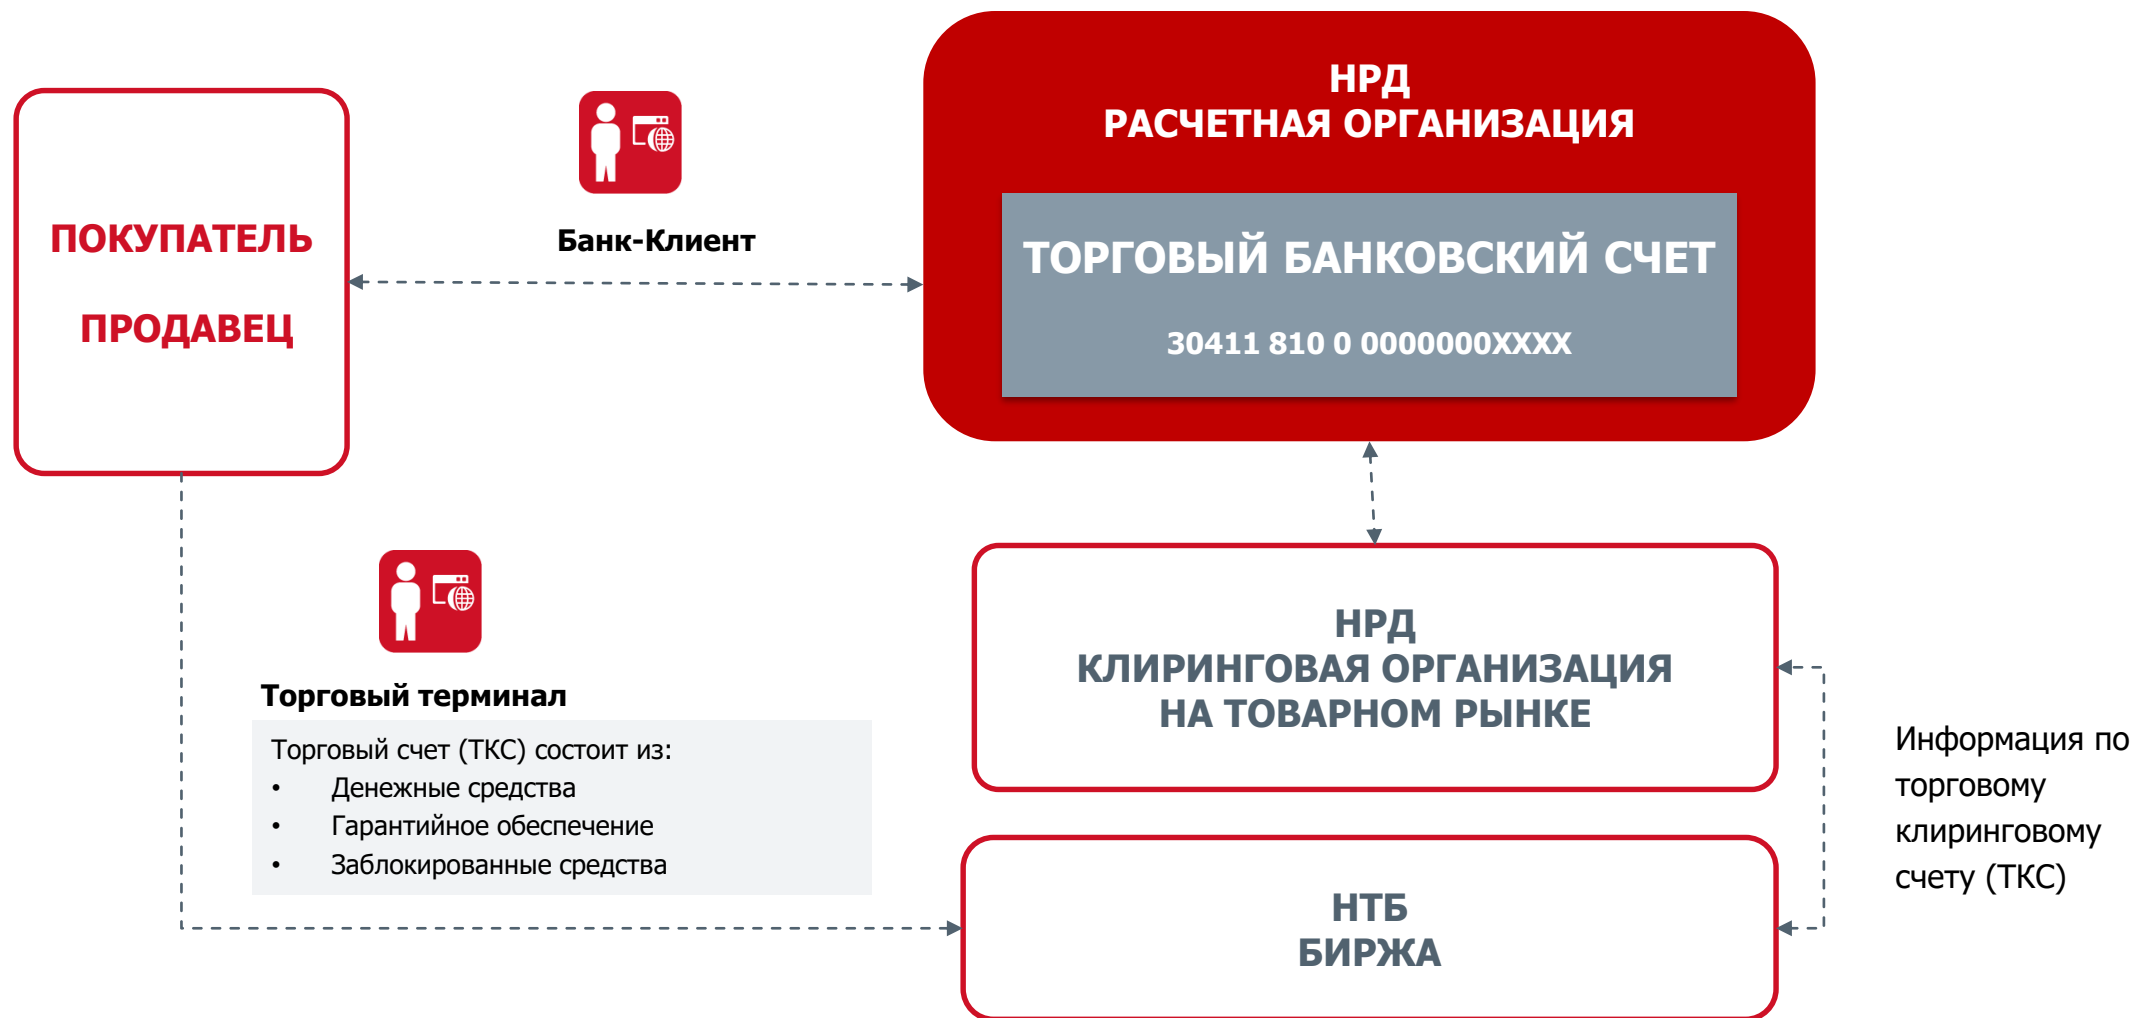 НРД
РАСЧЕТНАЯ ОРГАНИЗАЦИЯ
ТОРГОВЫЙ БАНКОВСКИЙ СЧЕТ
30411 810 0 0000000XXXX
ПОКУПАТЕЛЬ
ПРОДАВЕЦ
Банк-Клиент
НРД
КЛИРИНГОВАЯ ОРГАНИЗАЦИЯ
НА ТОВАРНОМ РЫНКЕ
Торговый терминал
Торговый счет (ТКС) состоит из:
• Денежные средства
• Гарантийное обеспечение
• Заблокированные средства
Информация по
торговому
клиринговому
счету (ТКС)
НТБ
БИРЖА